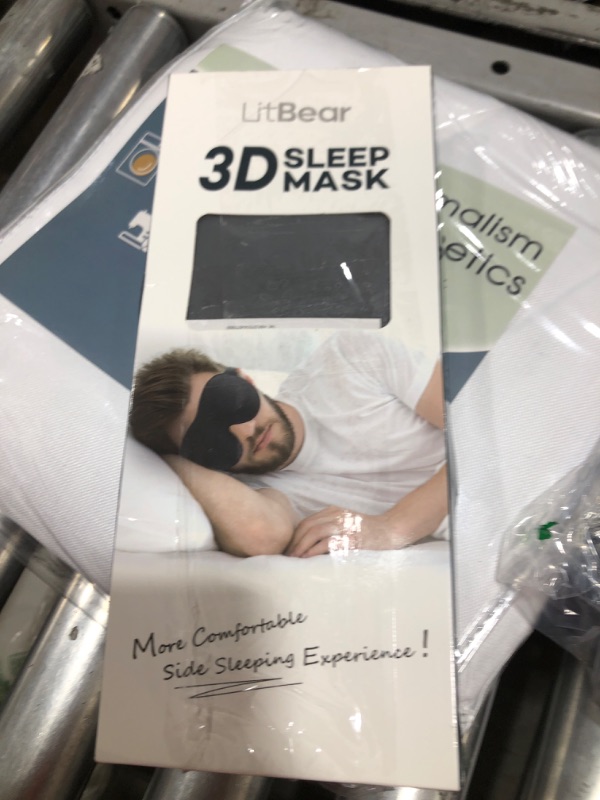 LitBear
3D SLEEP
MASK
More Comfortable
Side Sleeping Experience!